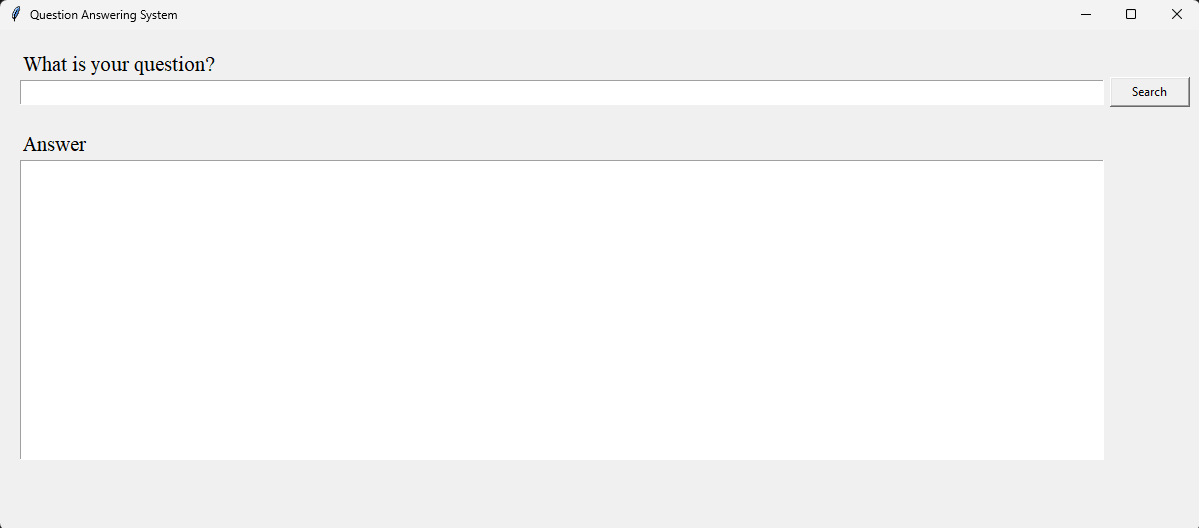 Question Answering System
What is your question?
Search
Answer